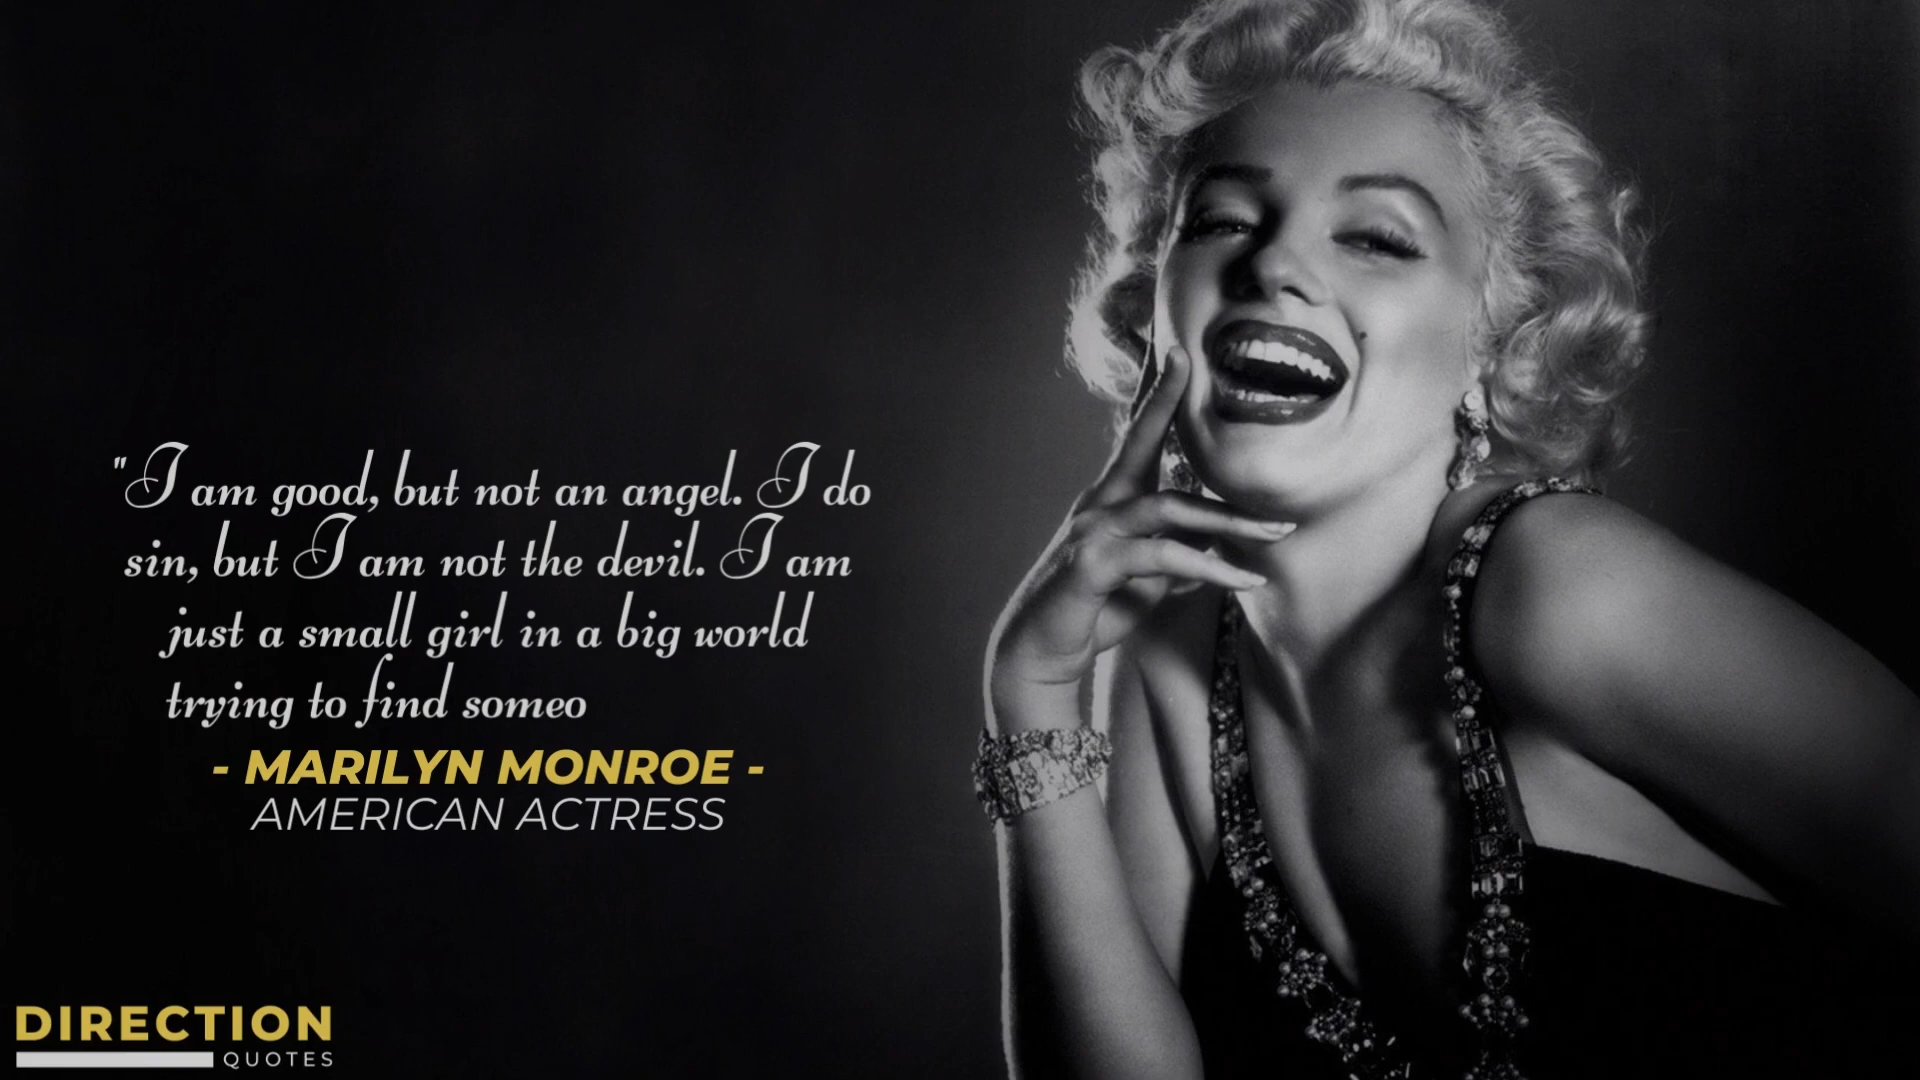 "I am good, but not an angel. I do
sin, but I am not the devil. I am
just a small girl in a big world
trying to find someo
- MARILYN MONROE -
AMERICAN ACTRESS
DIRECTION
QUOTES